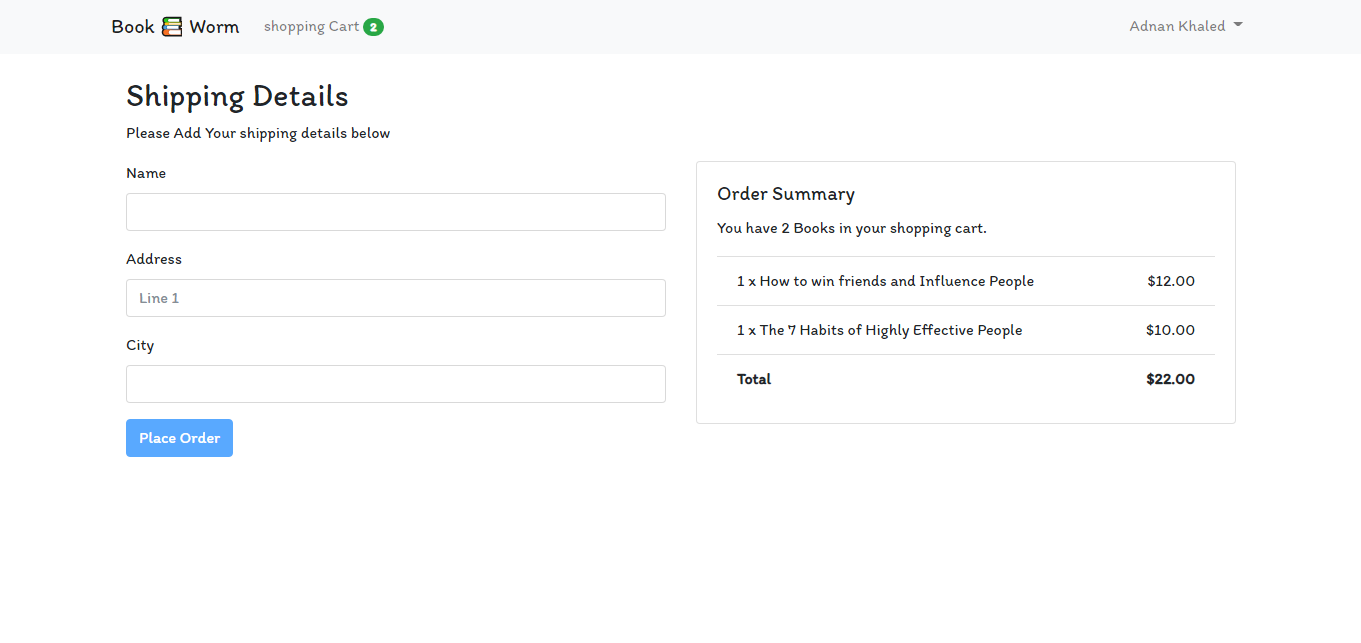 Book 📚 Worm
shopping Cart 2
Adnan Khaled
Shipping Details
Please Add Your shipping details below
Name
Address
Line 1
City
Place Order
Order Summary
You have 2 Books in your shopping cart.
1 x How to win friends and Influence People $12.00
1 x The 7 Habits of Highly Effective People $10.00
Total $22.00